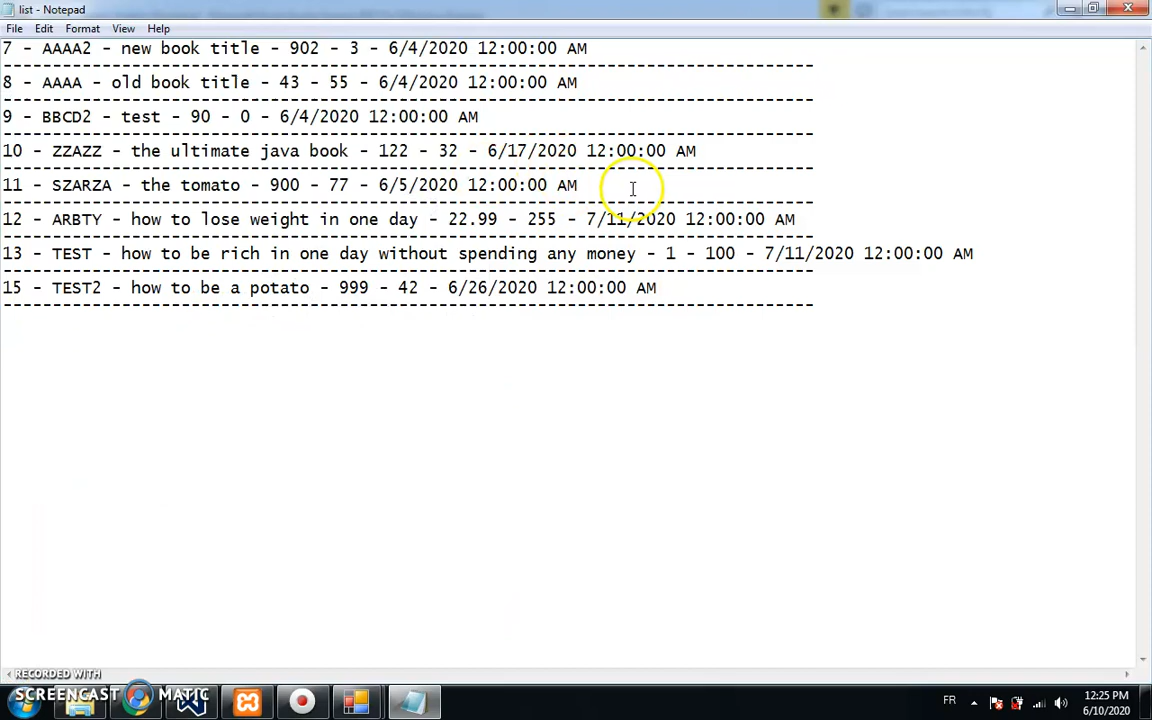 list - Notepad
File Edit Format View Help
7 - AAAA2 - new book title - 902 - 3 - 6/4/2020 12:00:00 AM
----------------------------------------------------------------------------------
8 - AAAA - old book title - 43 - 55 - 6/4/2020 12:00:00 AM
----------------------------------------------------------------------------------
9 - BBCD2 - test - 90 - 0 - 6/4/2020 12:00:00 AM
----------------------------------------------------------------------------------
10 - ZZAZZ - the ultimate java book - 122 - 32 - 6/17/2020 12:00:00 AM
----------------------------------------------------------------------------------
11 - SZARZA - the tomato - 900 - 77 - 6/5/2020 12:00:00 AM
----------------------------------------------------------------------------------
12 - ARBTY - how to lose weight in one day - 22.99 - 255 - 7/11/2020 12:00:00 AM
----------------------------------------------------------------------------------
13 - TEST - how to be rich in one day without spending any money - 1 - 100 - 7/11/2020 12:00:00 AM
----------------------------------------------------------------------------------
15 - TEST2 - how to be a potato - 999 - 42 - 6/26/2020 12:00:00 AM
----------------------------------------------------------------------------------
RECORDED WITH
SCREENCAST MATIC
FR 12:25 PM
6/10/2020